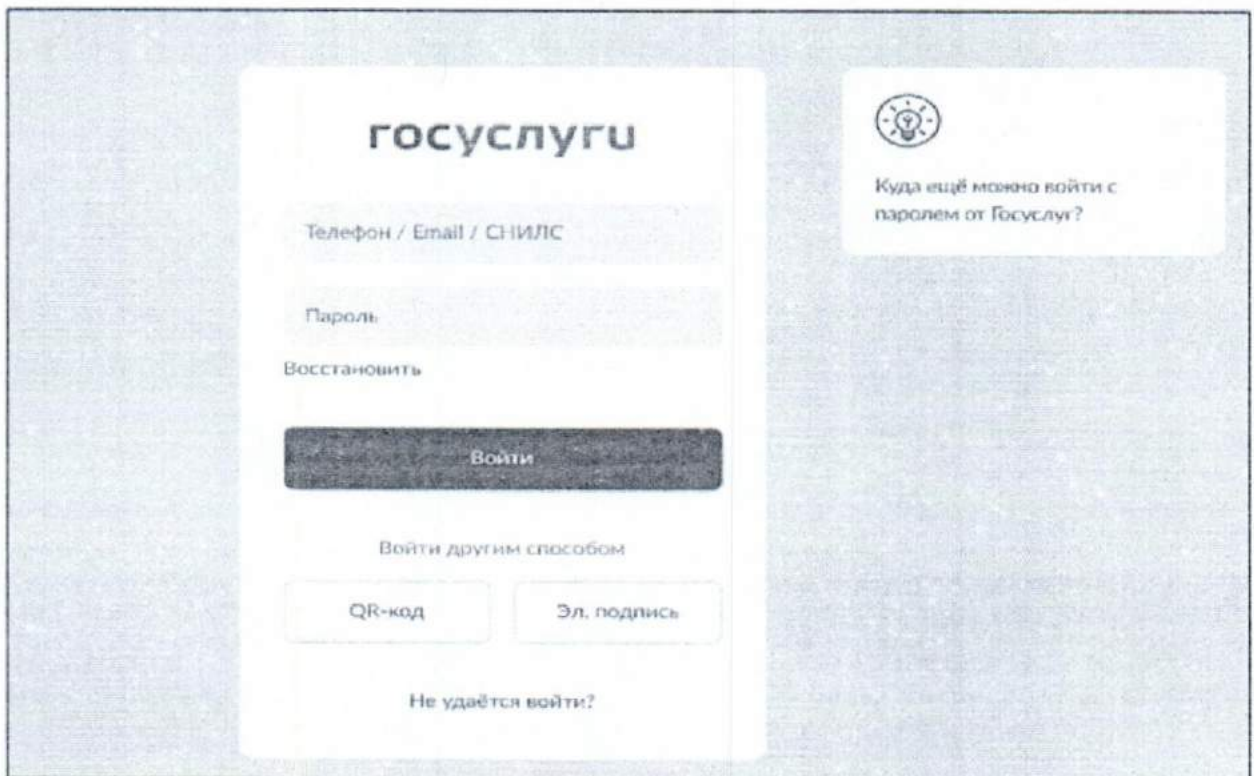 госуслуги
Телефон / Email / СНИЛС
Пароль
Восстановить
Войти
Войти другим способом
QR-код
Эл. подпись
Не удаётся войти?
Куда ещё можно войти с
паролем от Госуслуг?